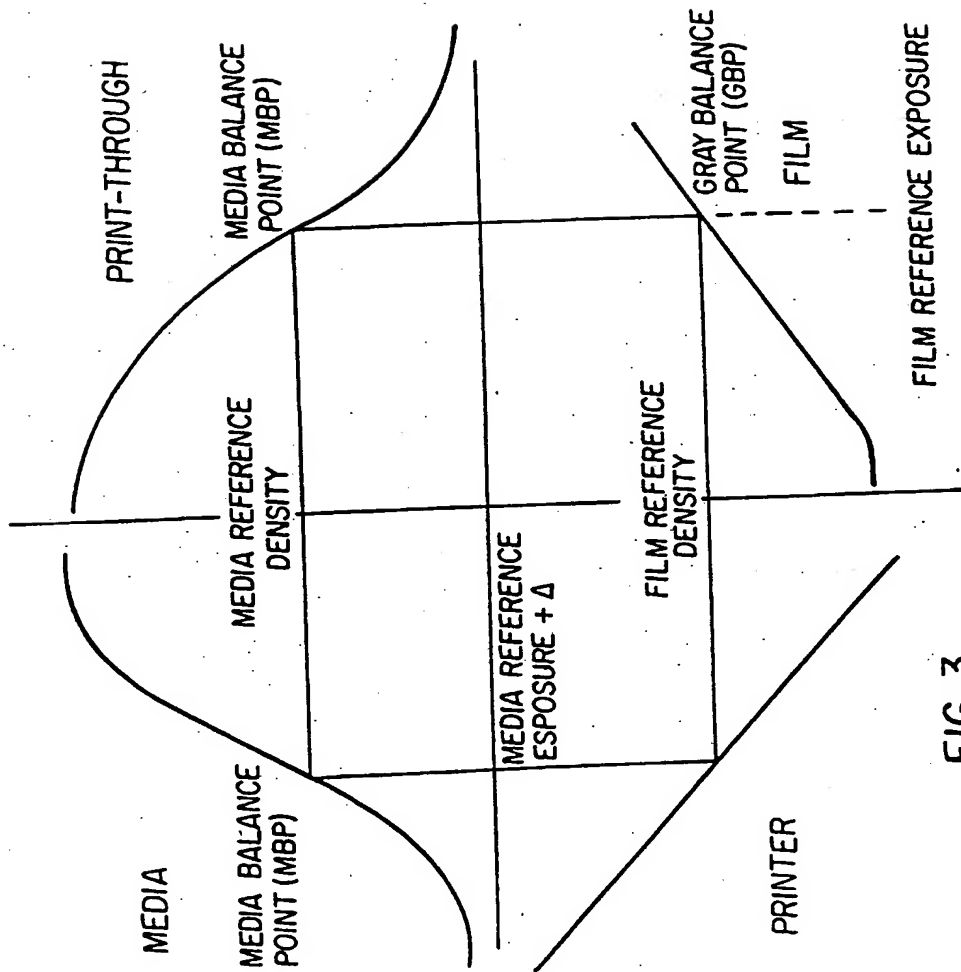 PRINT-THROUGH
MEDIA BALANCE
POINT (MBP)
MEDIA
MEDIA BALANCE
POINT (MBP)
MEDIA REFERENCE
DENSITY
MEDIA REFERENCE
ESPOSURE + Δ
FILM REFERENCE
DENSITY
GRAY BALANCE
POINT (GBP)
FILM
FILM REFERENCE EXPOSURE
PRINTER
FIG. 3